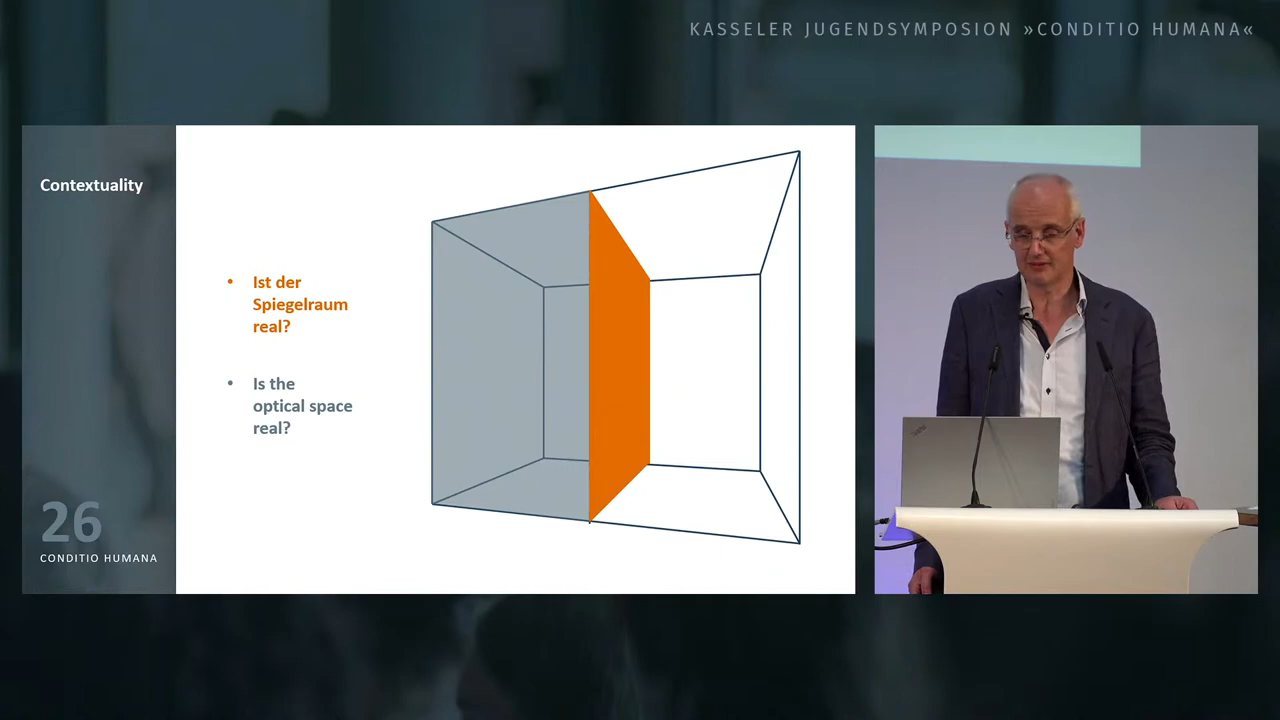 KASSELER JUGENDSYMPOSION »CONDITIO HUMANA«
Contextuality
• Ist der
Spiegelraum
real?
• Is the
optical space
real?
26
CONDITIO HUMANA